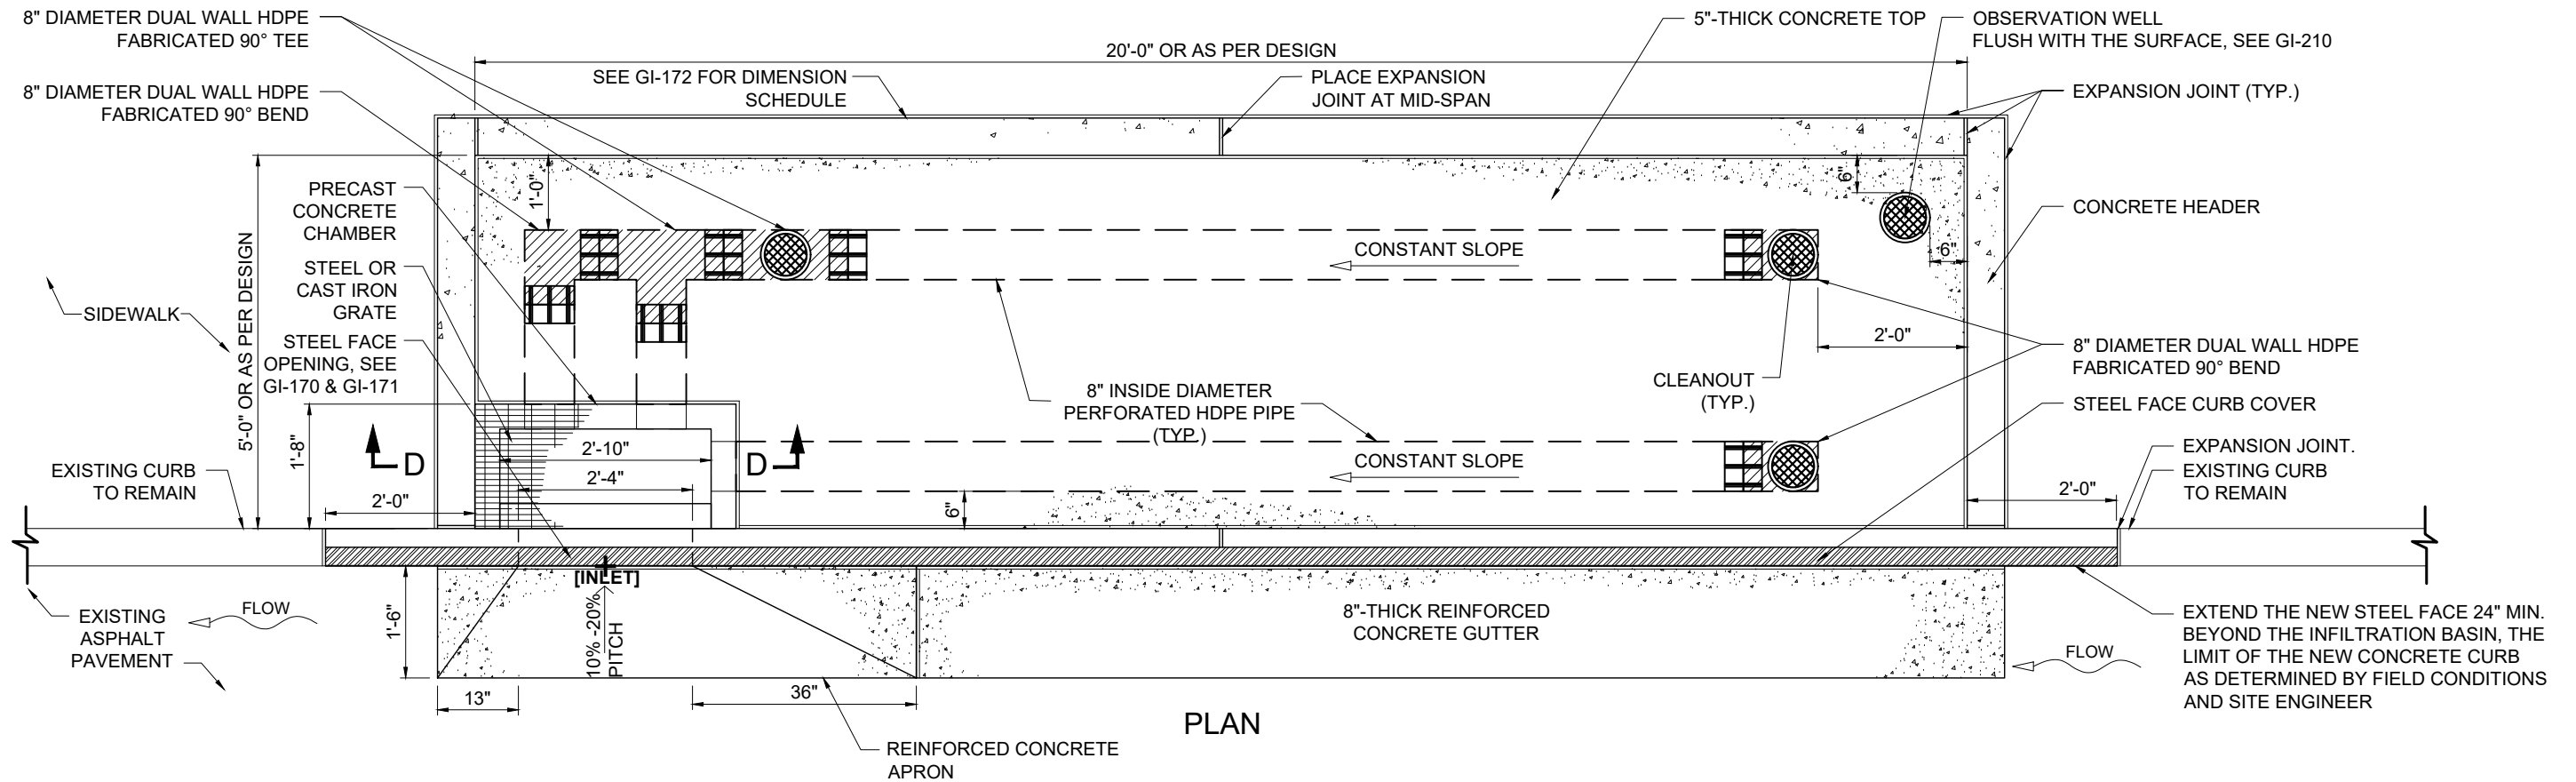 8" DIAMETER DUAL WALL HDPE
FABRICATED 90° TEE
8" DIAMETER DUAL WALL HDPE
FABRICATED 90° BEND
SEE GI-172 FOR DIMENSION
SCHEDULE
20'-0" OR AS PER DESIGN
PLACE EXPANSION
JOINT AT MID-SPAN
5"-THICK CONCRETE TOP
OBSERVATION WELL
FLUSH WITH THE SURFACE, SEE GI-210
EXPANSION JOINT (TYP.)
CONCRETE HEADER
PRECAST
CONCRETE
CHAMBER
STEEL OR
CAST IRON
GRATE
STEEL FACE
OPENING, SEE
GI-170 & GI-171
SIDEWALK
5'-0" OR AS PER DESIGN
1'-0"
1'-8"
6"
6"
CONSTANT SLOPE
2'-0"
8" DIAMETER DUAL WALL HDPE
FABRICATED 90° BEND
CLEANOUT
(TYP.)
8" INSIDE DIAMETER
PERFORATED HDPE PIPE
(TYP.)
STEEL FACE CURB COVER
D
D
2'-10"
2'-4"
CONSTANT SLOPE
6"
EXISTING CURB
TO REMAIN
2'-0"
2'-0"
EXPANSION JOINT.
EXISTING CURB
TO REMAIN
[INLET]
10% -20%
PITCH
1'-6"
FLOW
EXISTING
ASPHALT
PAVEMENT
8"-THICK REINFORCED
CONCRETE GUTTER
FLOW
EXTEND THE NEW STEEL FACE 24" MIN.
BEYOND THE INFILTRATION BASIN, THE
LIMIT OF THE NEW CONCRETE CURB
AS DETERMINED BY FIELD CONDITIONS
AND SITE ENGINEER
13"
36"
REINFORCED CONCRETE
APRON
PLAN